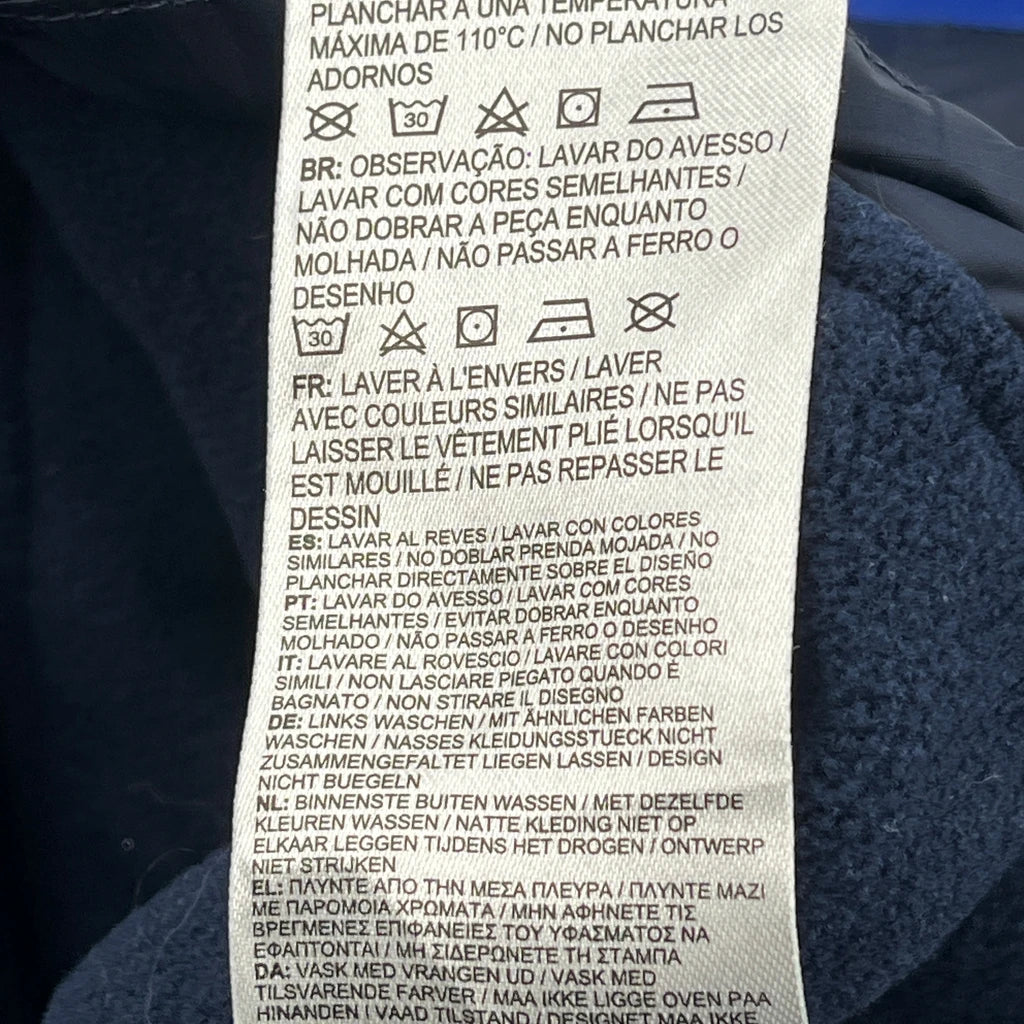 PLANCHAR A UNA TEMPERATURA
MÁXIMA DE 110°C / NO PLANCHAR LOS
ADORNOS
30
BR: OBSERVAÇÃO: LAVAR DO AVESSO /
LAVAR COM CORES SEMELHANTES /
NÃO DOBRAR A PEÇA ENQUANTO
MOLHADA / NÃO PASSAR A FERRO O
DESENHO
30
FR: LAVER À L'ENVERS / LAVER
AVEC COULEURS SIMILAIRES / NE PAS
LAISSER LE VÊTEMENT PLIÉ LORSQU'IL
EST MOUILLÉ / NE PAS REPASSER LE
DESSIN
ES: LAVAR AL REVES / LAVAR CON COLORES
SIMILARES / NO DOBLAR PRENDA MOJADA / NO
PLANCHAR DIRECTAMENTE SOBRE EL DISEÑO
PT: LAVAR DO AVESSO / LAVAR COM CORES
SEMELHANTES / EVITAR DOBRAR ENQUANTO
MOLHADO / NÃO PASSAR A FERRO O DESENHO
IT: LAVARE AL ROVESCIO / LAVARE CON COLORI
SIMILI / NON LASCIARE PIEGATO QUANDO É
BAGNATO / NON STIRARE IL DISEGNO
DE: LINKS WASCHEN / MIT ÄHNLICHEN FARBEN
WASCHEN / NASSES KLEIDUNGSSTUECK NICHT
ZUSAMMENGEFALTET LIEGEN LASSEN / DESIGN
NICHT BUEGELN
NL: BINNENSTE BUITEN WASSEN / MET DEZELFDE
KLEUREN WASSEN / NATTE KLEDING NIET OP
ELKAAR LEGGEN TIJDENS HET DROGEN / ONTWERP
NIET STRIJKEN
EL: ΠΛΥΝΤΕ ΑΠΟ ΤΗΝ ΜΕΣΑ ΠΛΕΥΡΑ / ΠΛΥΝΤΕ ΜΑΖΙ
ΜΕ ΠΑΡΟΜΟΙΑ ΧΡΩΜΑΤΑ / ΜΗΝ ΑΦΗΝΕΤΕ ΤΙΣ
ΒΡΕΓΜΕΝΕΣ ΕΠΙΦΑΝΕΙΕΣ ΤΟΥ ΥΦΑΣΜΑΤΟΣ ΝΑ
ΕΦΑΠΤΟΝΤΑΙ / ΜΗ ΣΙΔΕΡΩΝΕΤΕ ΤΗ ΣΤΑΜΠΑ
DA: VASK MED VRANGEN UD / VASK MED
TILSVARENDE FARVER / MAA IKKE LIGGE OVEN PAA
HINANDEN I VAAD TILSTAND / DESIGNET MAA IKKE